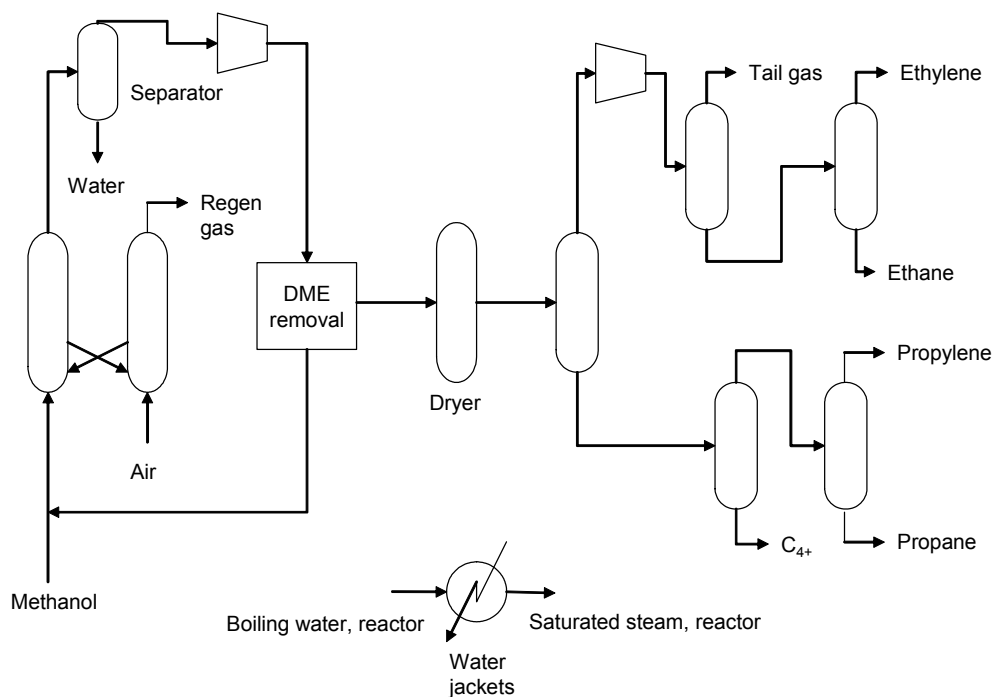 Separator
Water
Regen
gas
DME
removal
Dryer
Air
Methanol
Tail gas
Ethylene
Ethane
Propylene
C4+
Propane
Boiling water, reactor
Saturated steam, reactor
Water
jackets